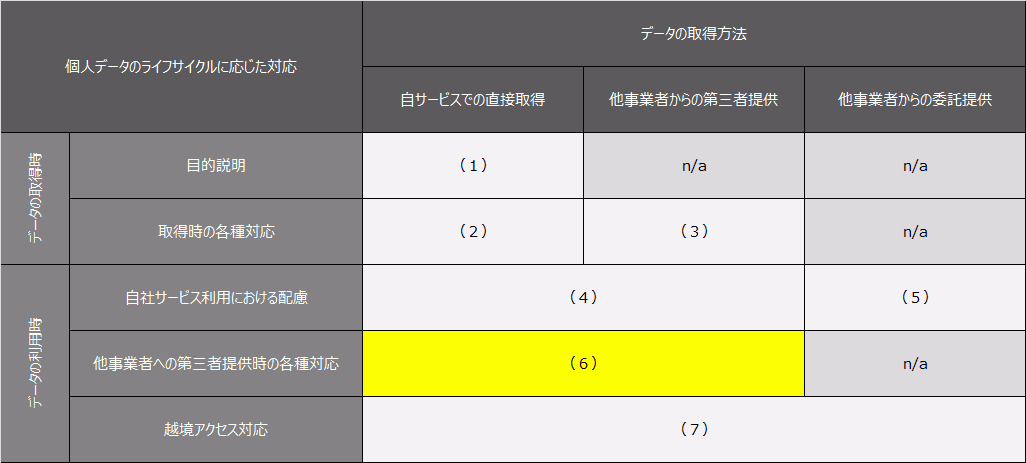 個人データのライフサイクルに応じた対応
データの取得方法
自サービスでの直接取得
他事業者からの第三者提供
他事業者からの委託提供
データの取得時
目的説明
（１）
n/a
n/a
取得時の各種対応
（２）
（３）
n/a
データの利用時
自社サービス利用における配慮
（４）
（５）
他事業者への第三者提供時の各種対応
（６）
n/a
越境アクセス対応
（７）